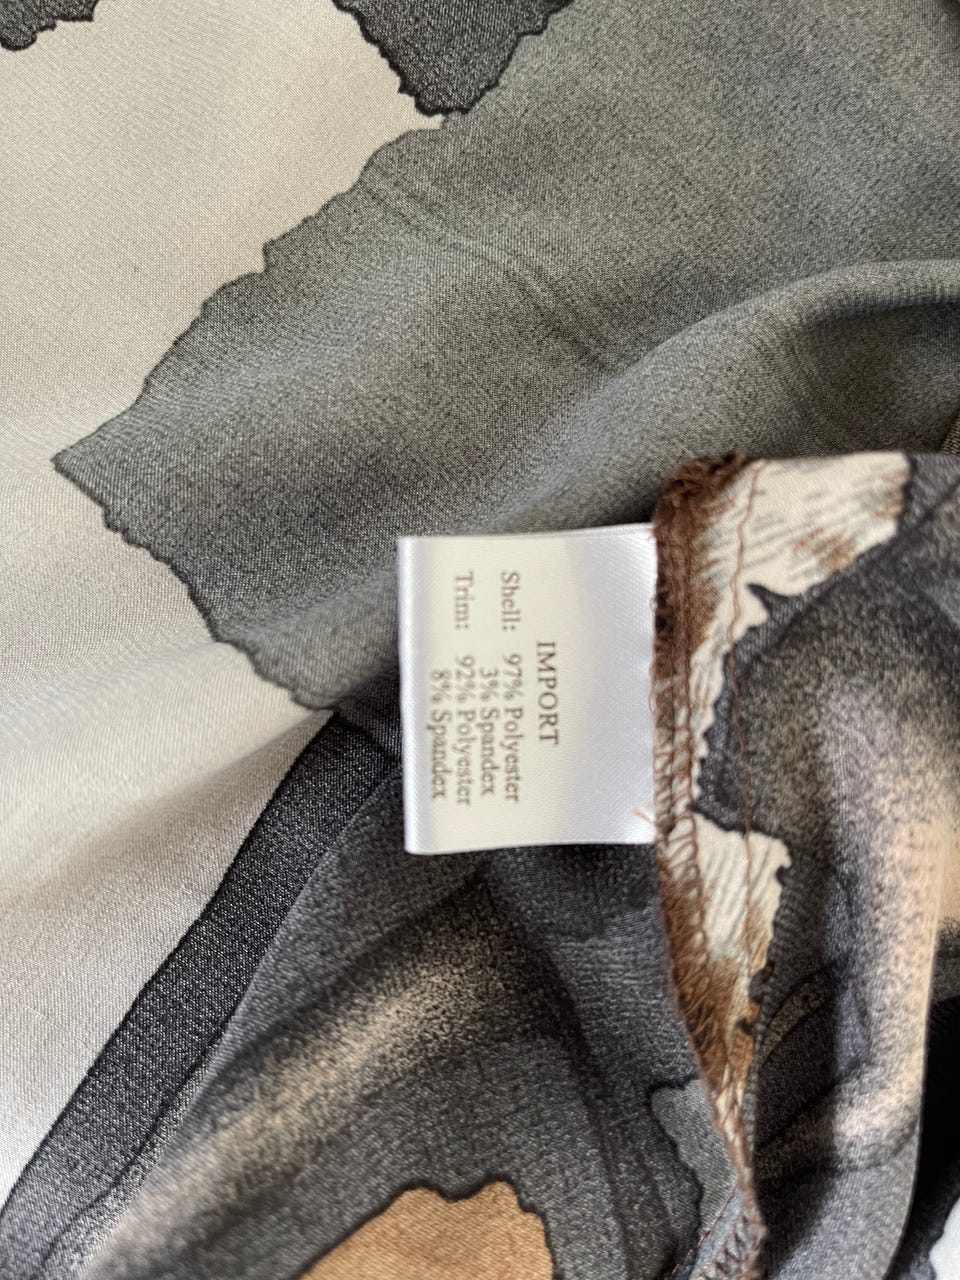 IMPORT
Shell: 97% Polyester
3% Spandex
Trim: 92% Polyester
8% Spandex